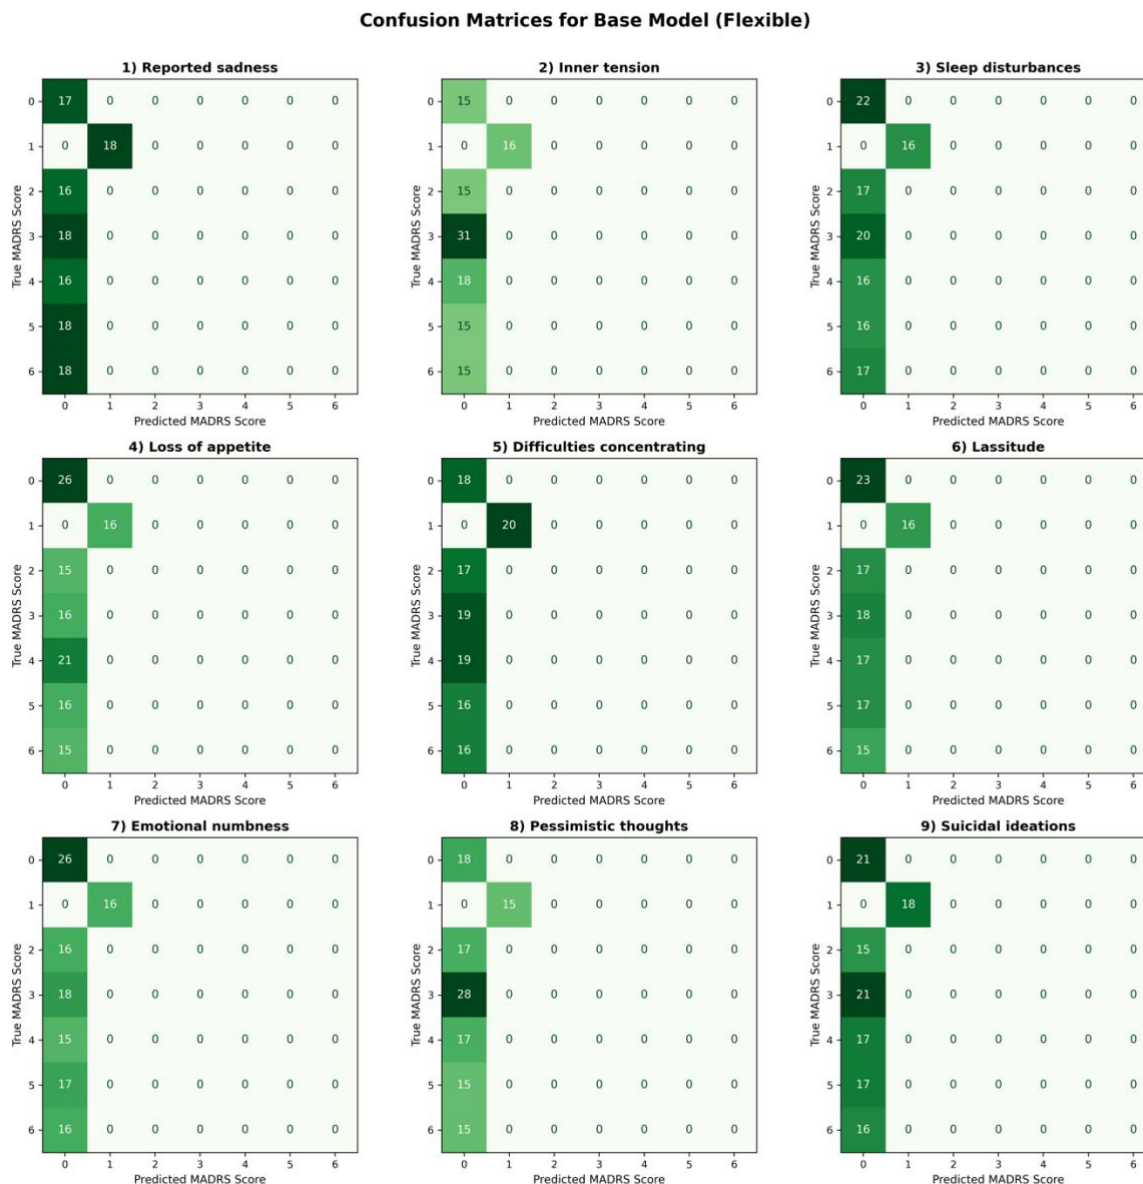 Confusion Matrices for Base Model (Flexible)
1) Reported sadness
2) Inner tension
3) Sleep disturbances
True MADRS Score
0 17 0 0 0 0 0 0
1 0 18 0 0 0 0 0
2 16 0 0 0 0 0 0
3 18 0 0 0 0 0 0
4 16 0 0 0 0 0 0
5 18 0 0 0 0 0 0
6 18 0 0 0 0 0 0
0 1 2 3 4 5 6
Predicted MADRS Score
True MADRS Score
0 15 0 0 0 0 0 0
1 0 16 0 0 0 0 0
2 15 0 0 0 0 0 0
3 31 0 0 0 0 0 0
4 18 0 0 0 0 0 0
5 15 0 0 0 0 0 0
6 15 0 0 0 0 0 0
0 1 2 3 4 5 6
Predicted MADRS Score
True MADRS Score
0 22 0 0 0 0 0 0
1 0 16 0 0 0 0 0
2 17 0 0 0 0 0 0
3 20 0 0 0 0 0 0
4 16 0 0 0 0 0 0
5 16 0 0 0 0 0 0
6 17 0 0 0 0 0 0
0 1 2 3 4 5 6
Predicted MADRS Score
4) Loss of appetite
5) Difficulties concentrating
6) Lassitude
True MADRS Score
0 26 0 0 0 0 0 0
1 0 16 0 0 0 0 0
2 15 0 0 0 0 0 0
3 16 0 0 0 0 0 0
4 21 0 0 0 0 0 0
5 16 0 0 0 0 0 0
6 15 0 0 0 0 0 0
0 1 2 3 4 5 6
Predicted MADRS Score
True MADRS Score
0 18 0 0 0 0 0 0
1 0 20 0 0 0 0 0
2 17 0 0 0 0 0 0
3 19 0 0 0 0 0 0
4 19 0 0 0 0 0 0
5 16 0 0 0 0 0 0
6 16 0 0 0 0 0 0
0 1 2 3 4 5 6
Predicted MADRS Score
True MADRS Score
0 23 0 0 0 0 0 0
1 0 16 0 0 0 0 0
2 17 0 0 0 0 0 0
3 18 0 0 0 0 0 0
4 17 0 0 0 0 0 0
5 17 0 0 0 0 0 0
6 15 0 0 0 0 0 0
0 1 2 3 4 5 6
Predicted MADRS Score
7) Emotional numbness
8) Pessimistic thoughts
9) Suicidal ideations
True MADRS Score
0 26 0 0 0 0 0 0
1 0 16 0 0 0 0 0
2 16 0 0 0 0 0 0
3 18 0 0 0 0 0 0
4 15 0 0 0 0 0 0
5 17 0 0 0 0 0 0
6 16 0 0 0 0 0 0
0 1 2 3 4 5 6
Predicted MADRS Score
True MADRS Score
0 18 0 0 0 0 0 0
1 0 15 0 0 0 0 0
2 17 0 0 0 0 0 0
3 28 0 0 0 0 0 0
4 17 0 0 0 0 0 0
5 15 0 0 0 0 0 0
6 15 0 0 0 0 0 0
0 1 2 3 4 5 6
Predicted MADRS Score
True MADRS Score
0 21 0 0 0 0 0 0
1 0 18 0 0 0 0 0
2 15 0 0 0 0 0 0
3 21 0 0 0 0 0 0
4 17 0 0 0 0 0 0
5 17 0 0 0 0 0 0
6 16 0 0 0 0 0 0
0 1 2 3 4 5 6
Predicted MADRS Score